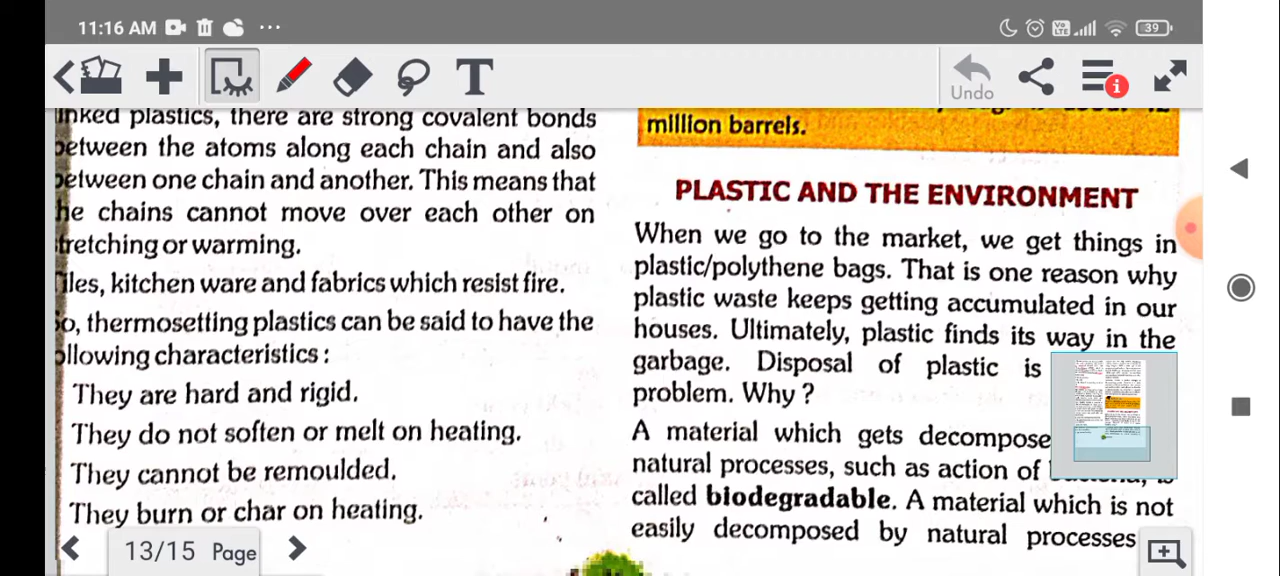 11:16 AM
39
Undo
T
i
inked plastics, there are strong covalent bonds
between the atoms along each chain and also
between one chain and another. This means that
he chains cannot move over each other on
stretching or warming.
Tiles, kitchen ware and fabrics which resist fire.
So, thermosetting plastics can be said to have the
ollowing characteristics :
They are hard and rigid.
They do not soften or melt on heating.
They cannot be remoulded.
They burn or char on heating.
13/15 Page
million barrels.
PLASTIC AND THE ENVIRONMENT
When we go to the market, we get things in
plastic/polythene bags. That is one reason why
plastic waste keeps getting accumulated in our
houses. Ultimately, plastic finds its way in the
garbage. Disposal of plastic is
problem. Why ?
A material which gets decompose
natural processes, such as action of
called biodegradable. A material which is not
easily decomposed by natural processes